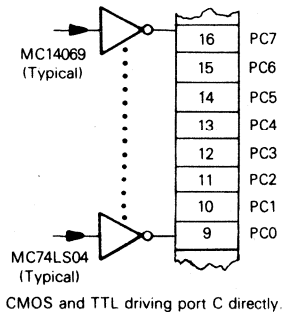 MC14069
(Typical)
16 PC7
15 PC6
14 PC5
13 PC4
12 PC3
11 PC2
10 PC1
9 PC0
MC74LS04
(Typical)
CMOS and TTL driving port C directly.